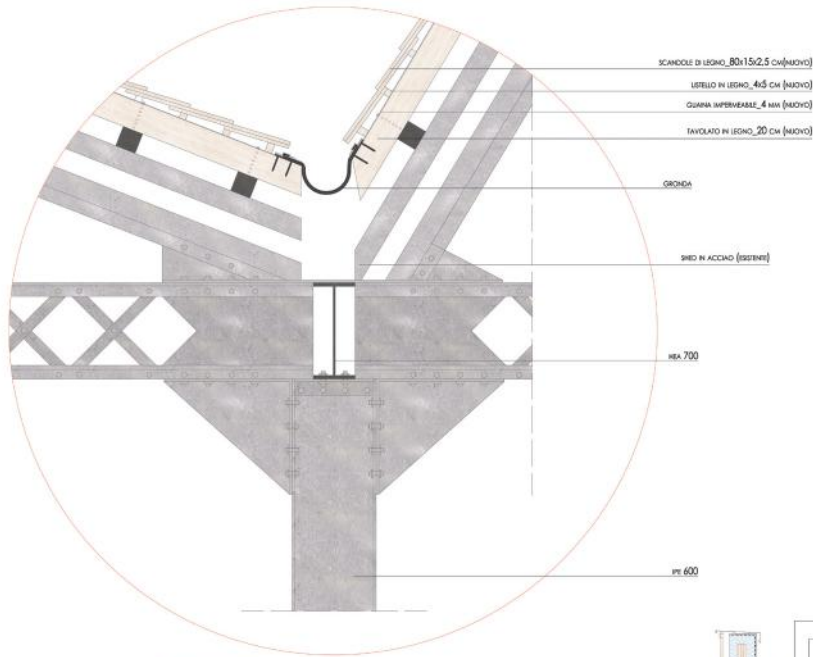 SCANDOLE DI LEGNO_80x15x2,5 CM(NUOVO)
LISTELLO IN LEGNO_4x5 CM (NUOVO)
GUAINA IMPERMEABILE_4 MM (NUOVO)
TAVOLATO IN LEGNO_20 CM (NUOVO)
GRONDA
SHED IN ACCIAO (ESISTENTE)
HEA 700
IPE 600